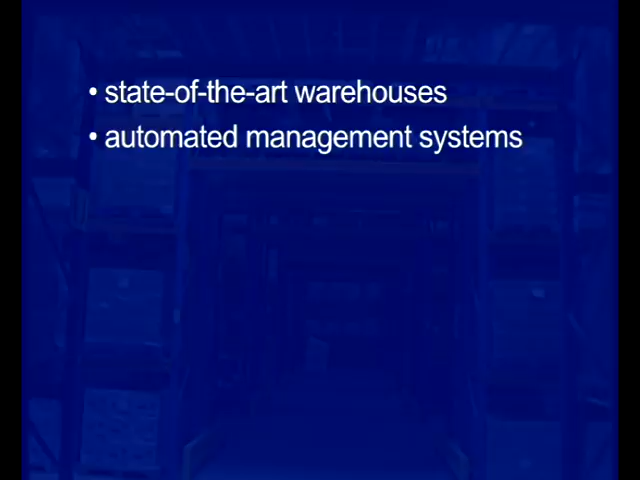 • state-of-the-art warehouses
• automated management systems